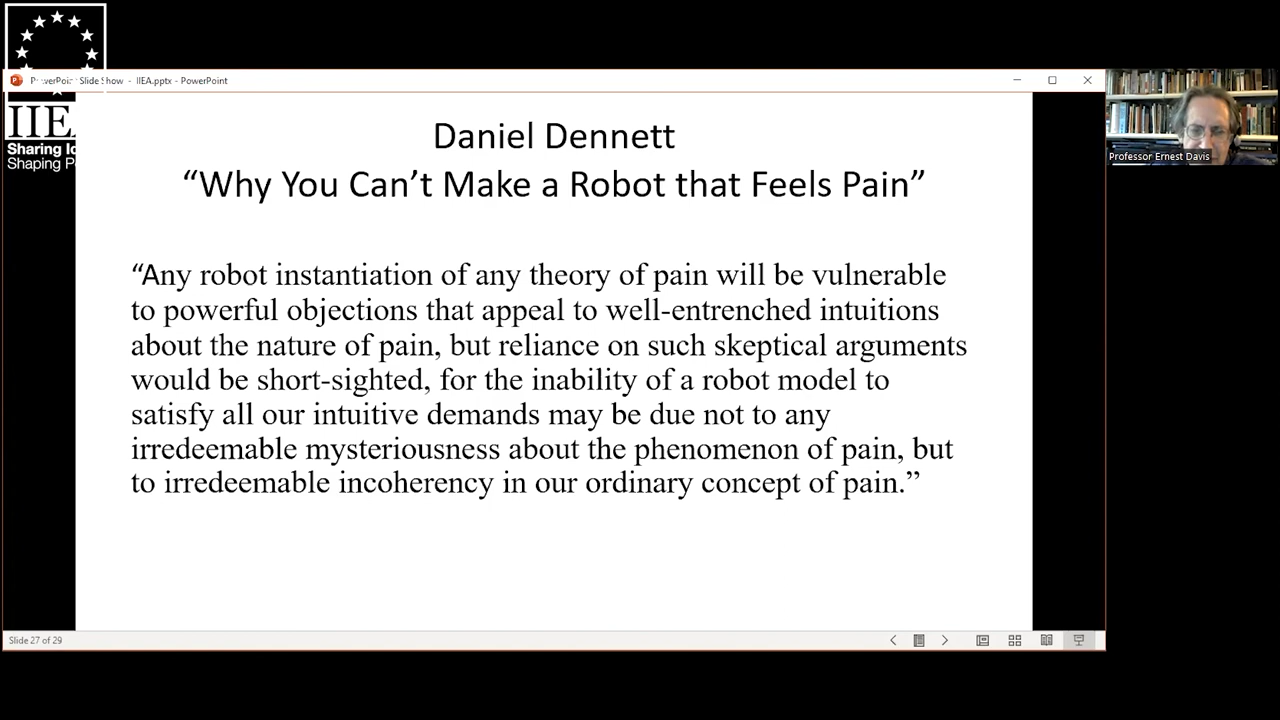 PowerPoi Slide Show - IIEA.pptx - PowerPoint
IIE
Sharing Id
Shaping P
Daniel Dennett
“Why You Can’t Make a Robot that Feels Pain”
“Any robot instantiation of any theory of pain will be vulnerable
to powerful objections that appeal to well-entrenched intuitions
about the nature of pain, but reliance on such skeptical arguments
would be short-sighted, for the inability of a robot model to
satisfy all our intuitive demands may be due not to any
irredeemable mysteriousness about the phenomenon of pain, but
to irredeemable incoherency in our ordinary concept of pain.”
Professor Ernest Davis
Slide 27 of 29